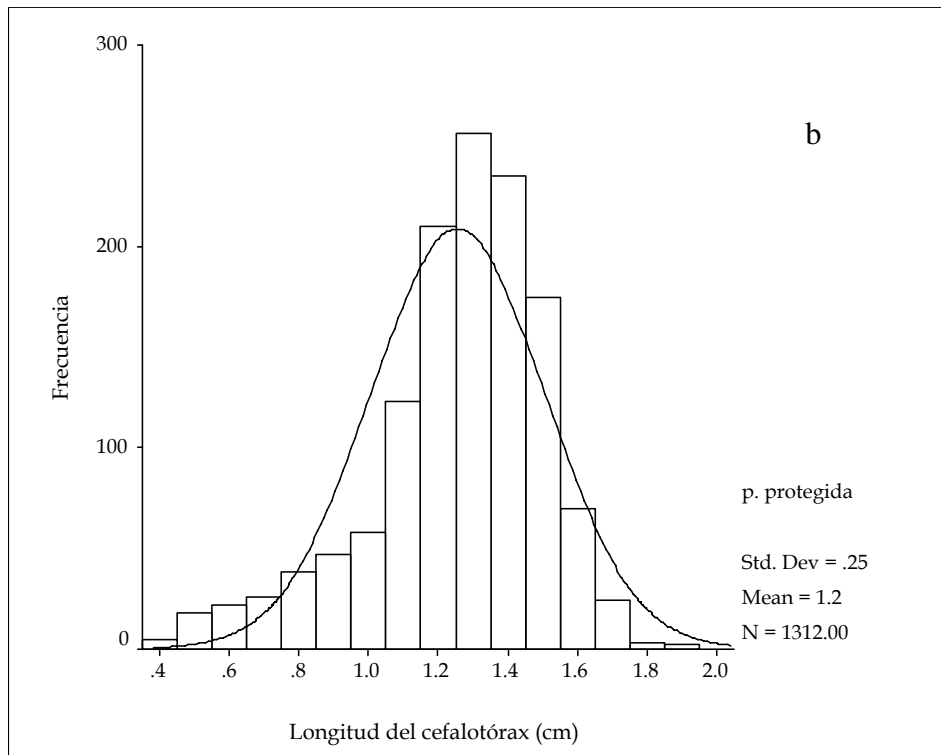 300
b
200
Frecuencia
100
p. protegida
Std. Dev = .25
Mean = 1.2
N = 1312.00
0
.4 .6 .8 1.0 1.2 1.4 1.6 1.8 2.0
Longitud del cefalotórax (cm)